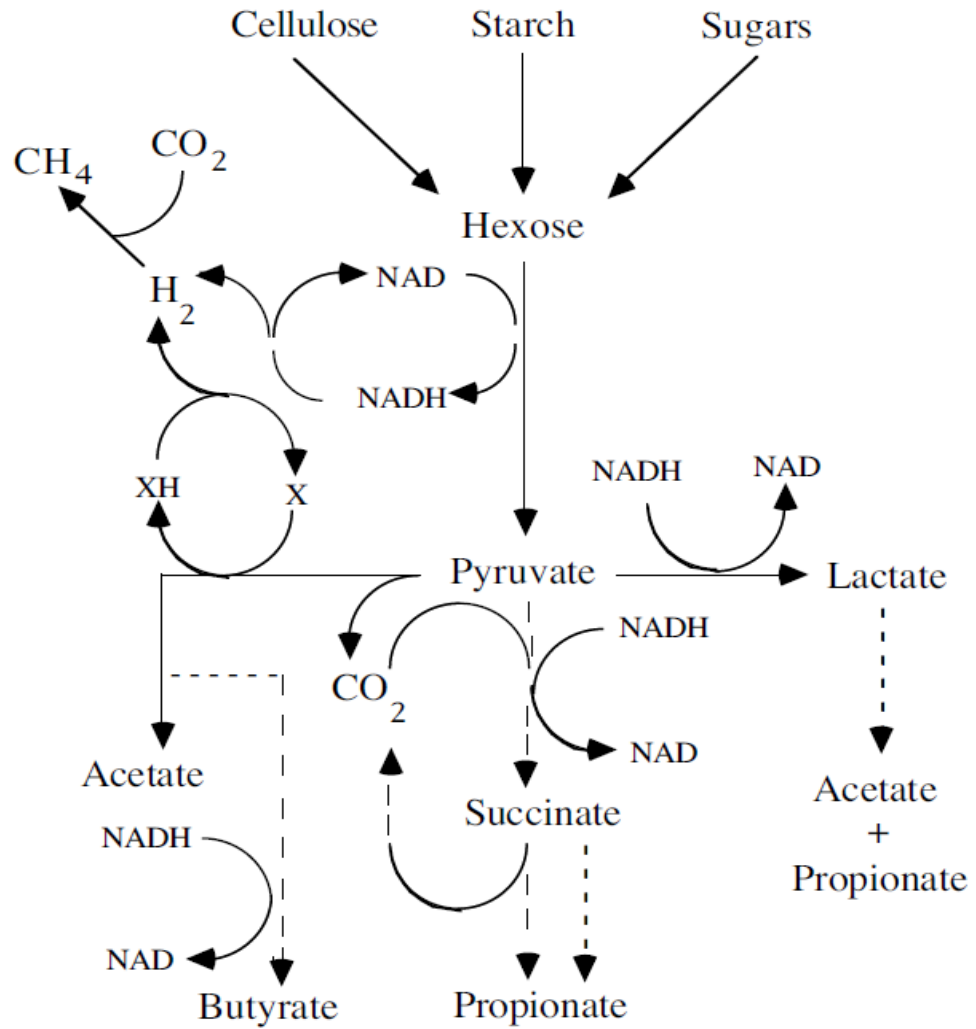 Cellulose
Starch
Sugars
CH4
CO2
Hexose
H2
NAD
NADH
XH
X
NADH
NAD
Pyruvate
Lactate
NADH
CO2
NAD
Acetate
Succinate
Acetate
+
Propionate
NADH
NAD
Butyrate
Propionate